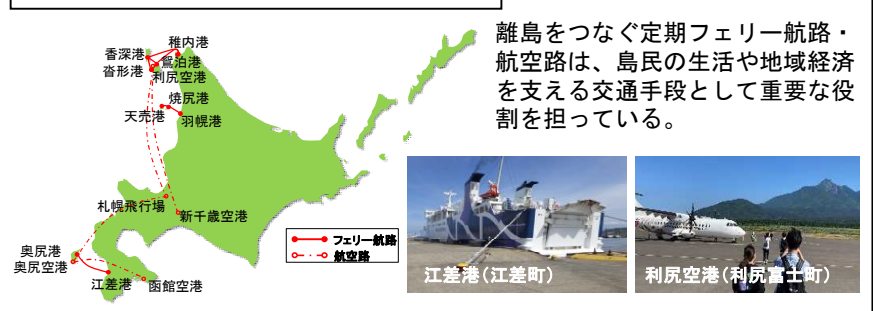 離島をつなぐ定期フェリー航路・
航空路は、島民の生活や地域経済
を支える交通手段として重要な役
割を担っている。
稚内港
香深港
鴛泊港
沓形港
利尻空港
焼尻港
天売港
羽幌港
札幌飛行場
新千歳空港
フェリー航路
航空路
奥尻港
奥尻空港
江差港
函館空港
江差港(江差町)
利尻空港(利尻富士町)